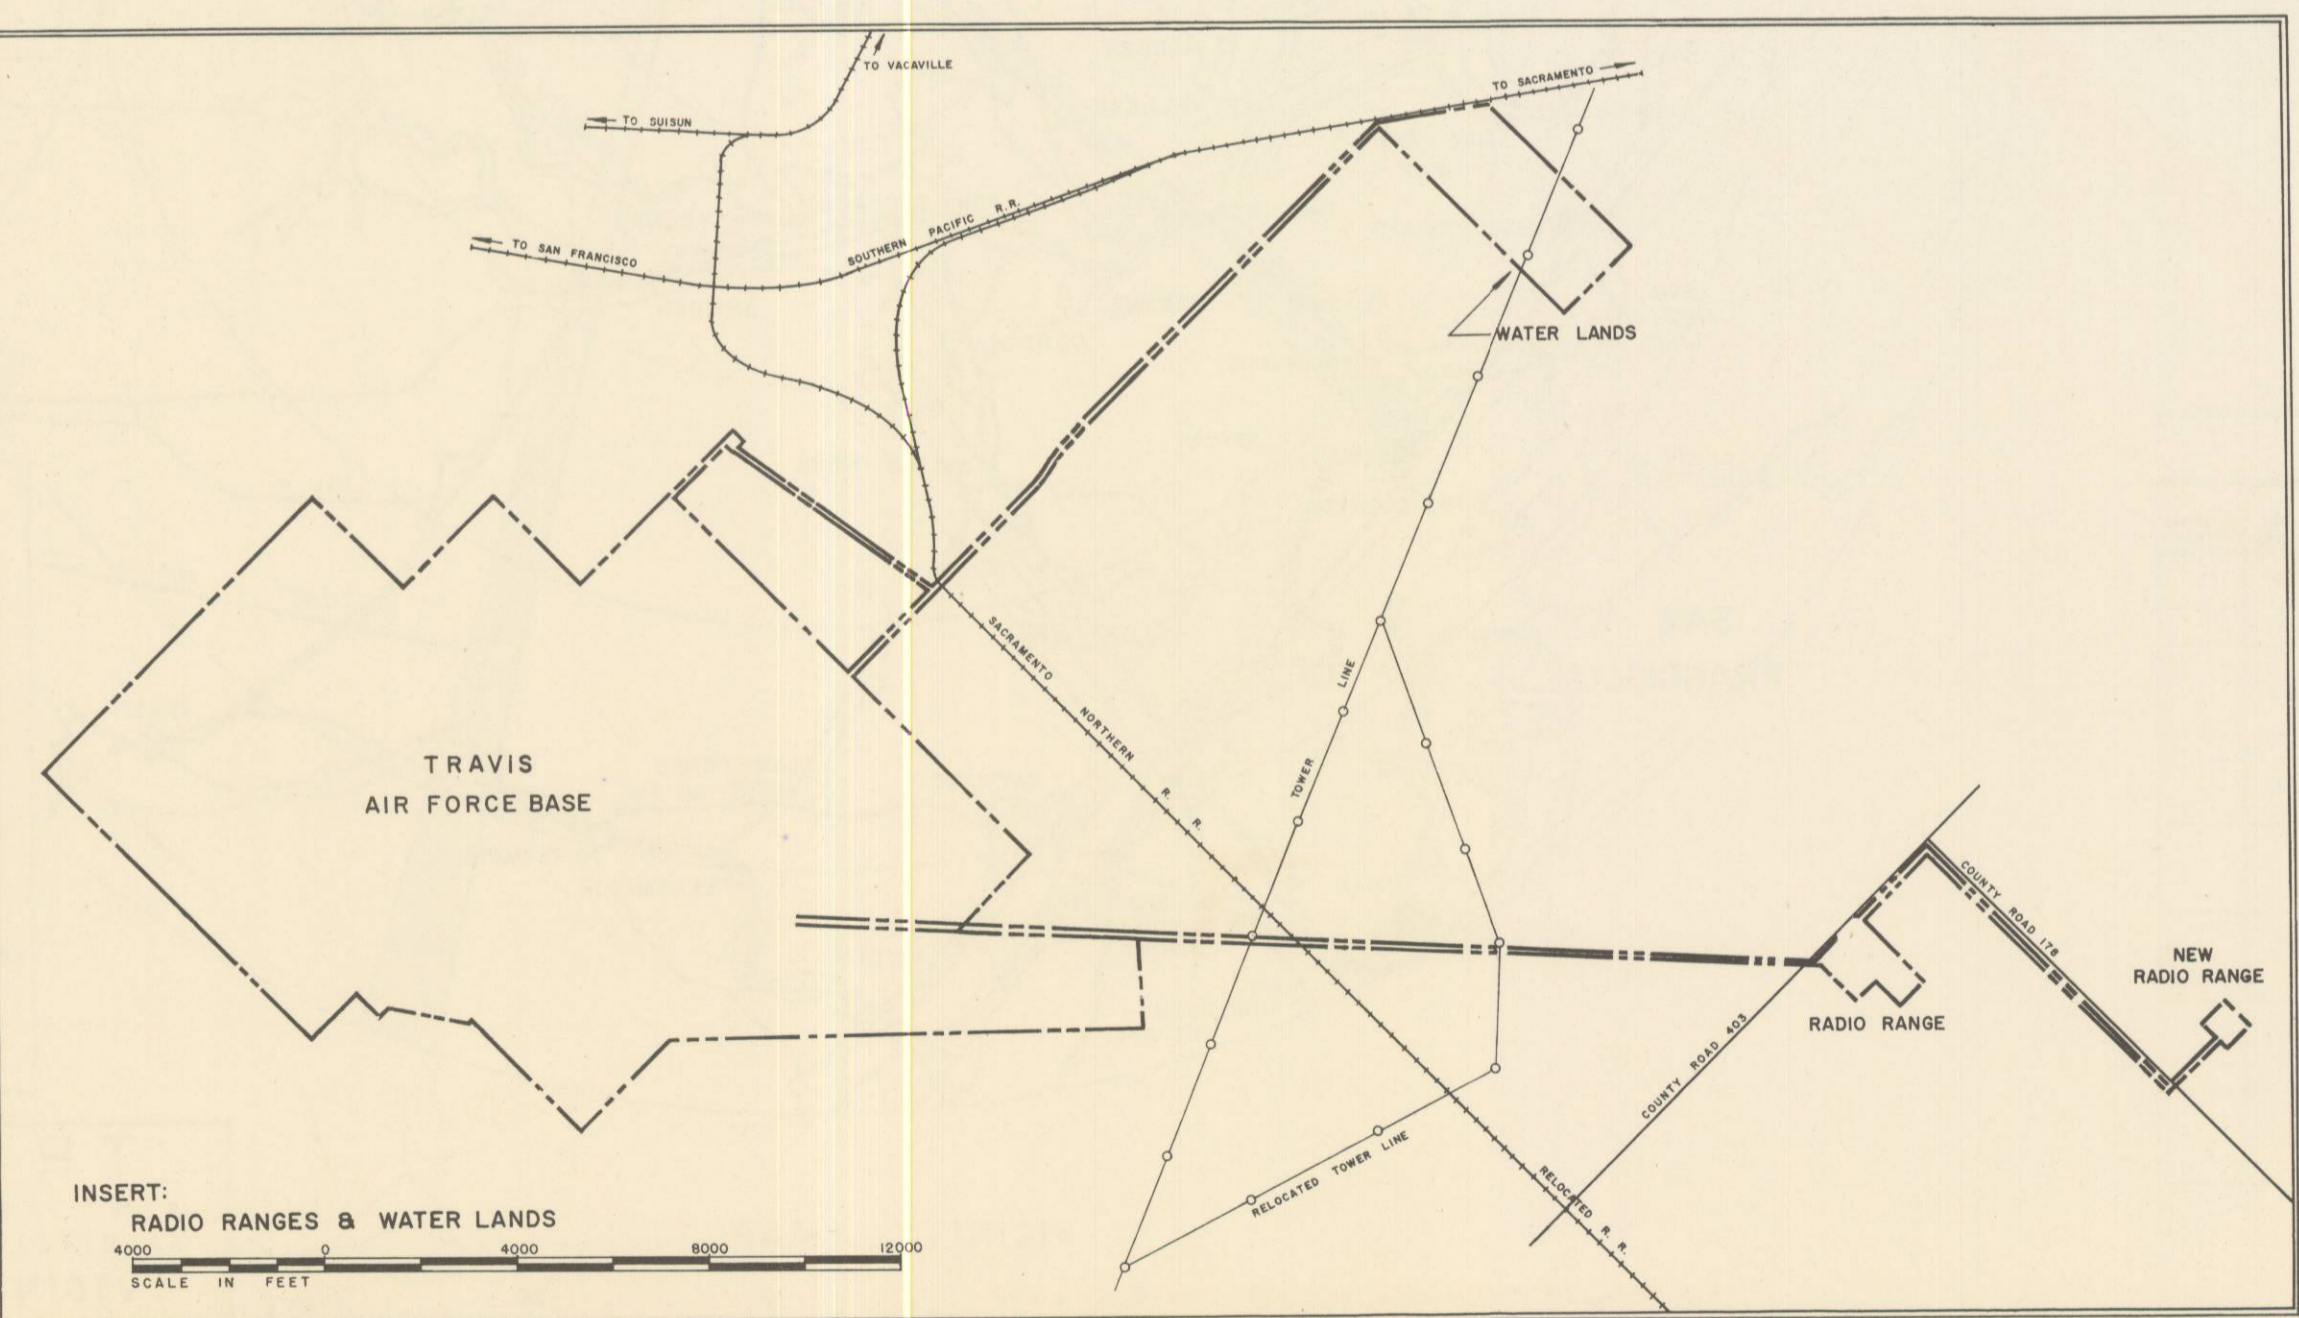 TO VACAVILLE
TO SACRAMENTO
TO SUISUN
SOUTHERN PACIFIC R.R.
TO SAN FRANCISCO
WATER LANDS
SACRAMENTO NORTHERN R. R.
TOWER LINE
TRAVIS
AIR FORCE BASE
COUNTY ROAD 178
NEW
RADIO RANGE
RADIO RANGE
COUNTY ROAD 403
RELOCATED TOWER LINE
RELOCATED R. R.
INSERT:
RADIO RANGES & WATER LANDS
4000 0 4000 8000 12000
SCALE IN FEET